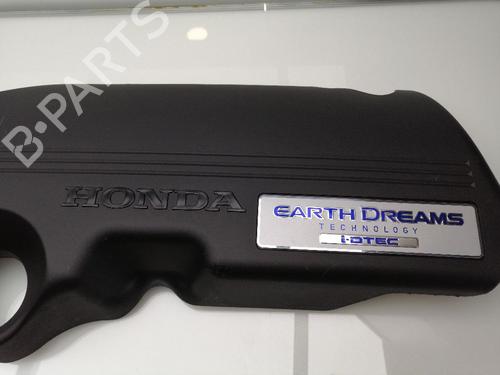 B-PARTS
HONDA
EARTH DREAMS
TECHNOLOGY
i-DTEC